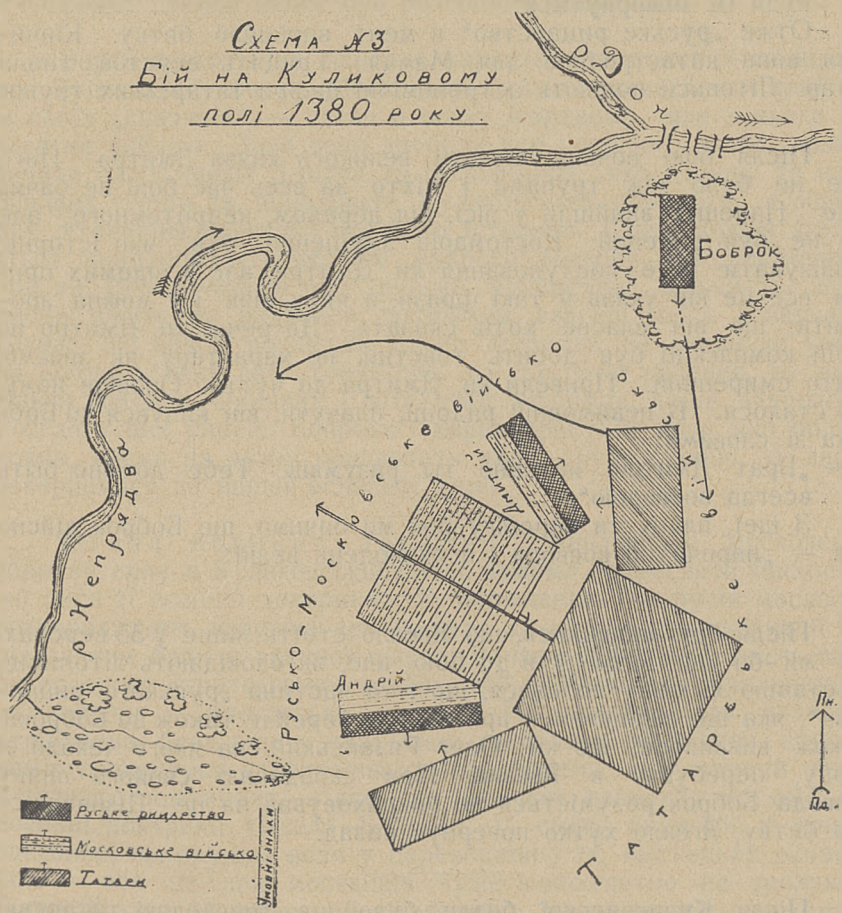 Схема №3
Бій на Куликовому
полі 1380 року.
р. Дон
Боброк
р Непрядва
Русько-Московське військо
Дмитрій
Андрій
Татарське військо
Пн.
Пд.
Умовні знаки
Руське рицарство
Московське військо
Татари